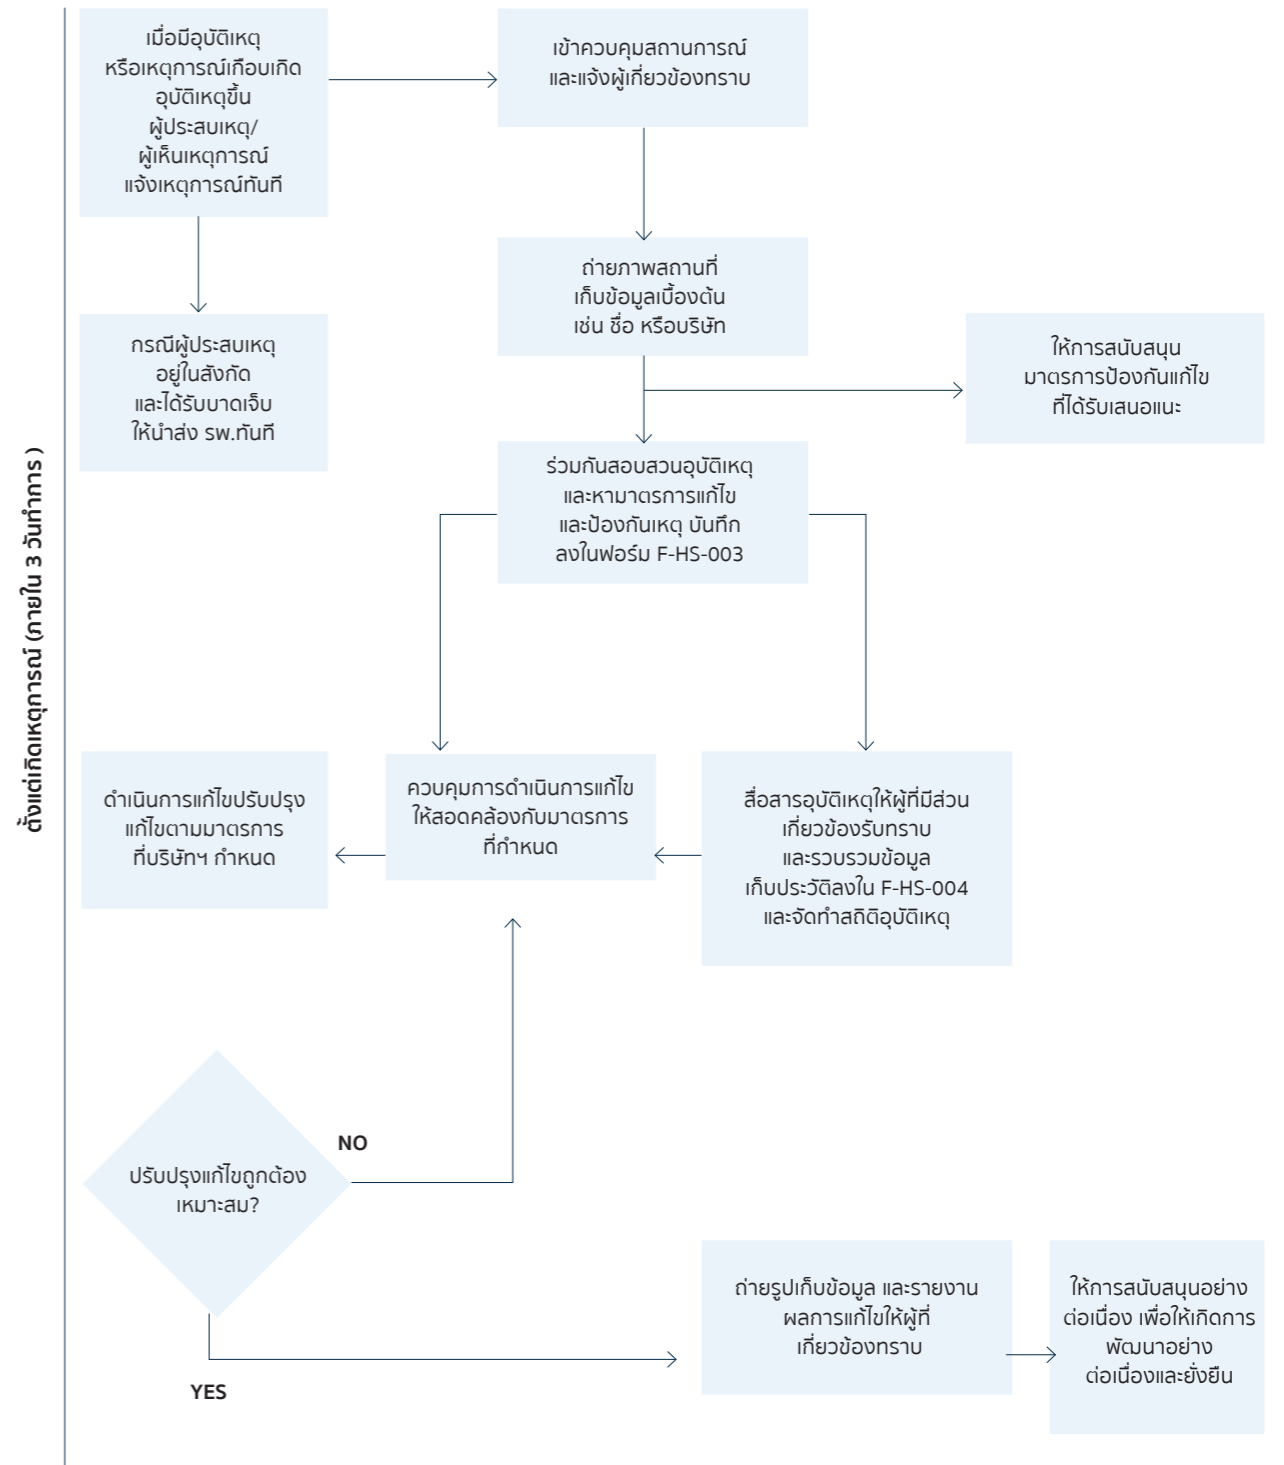 ตั้งแต่เกิดเหตุการณ์ (ภายใน 3 วันทำการ )
เมื่อมีอุบัติเหตุ
หรือเหตุการณ์เกือบเกิด
อุบัติเหตุขึ้น
ผู้ประสบเหตุ/
ผู้เห็นเหตุการณ์
แจ้งเหตุการณ์ทันที
เข้าควบคุมสถานการณ์
และแจ้งผู้เกี่ยวข้องทราบ
กรณีผู้ประสบเหตุ
อยู่ในสังกัด
และได้รับบาดเจ็บ
ให้นำส่ง รพ.ทันที
ถ่ายภาพสถานที่
เก็บข้อมูลเบื้องต้น
เช่น ชื่อ หรือบริษัท
ให้การสนับสนุน
มาตรการป้องกันแก้ไข
ที่ได้รับเสนอแนะ
ร่วมกันสอบสวนอุบัติเหตุ
และหามาตรการแก้ไข
และป้องกันเหตุ บันทึก
ลงในฟอร์ม F-HS-003
ดำเนินการแก้ไขปรับปรุง
แก้ไขตามมาตรการ
ที่บริษัทฯ กำหนด
ควบคุมการดำเนินการแก้ไข
ให้สอดคล้องกับมาตรการ
ที่กำหนด
สื่อสารอุบัติเหตุให้ผู้ที่มีส่วน
เกี่ยวข้องรับทราบ
และรวบรวมข้อมูล
เก็บประวัติลงใน F-HS-004
และจัดทำสถิติอุบัติเหตุ
ปรับปรุงแก้ไขถูกต้อง
เหมาะสม?
NO
YES
ถ่ายรูปเก็บข้อมูล และรายงาน
ผลการแก้ไขให้ผู้ที่
เกี่ยวข้องทราบ
ให้การสนับสนุนอย่าง
ต่อเนื่อง เพื่อให้เกิดการ
พัฒนาอย่าง
ต่อเนื่องและยั่งยืน